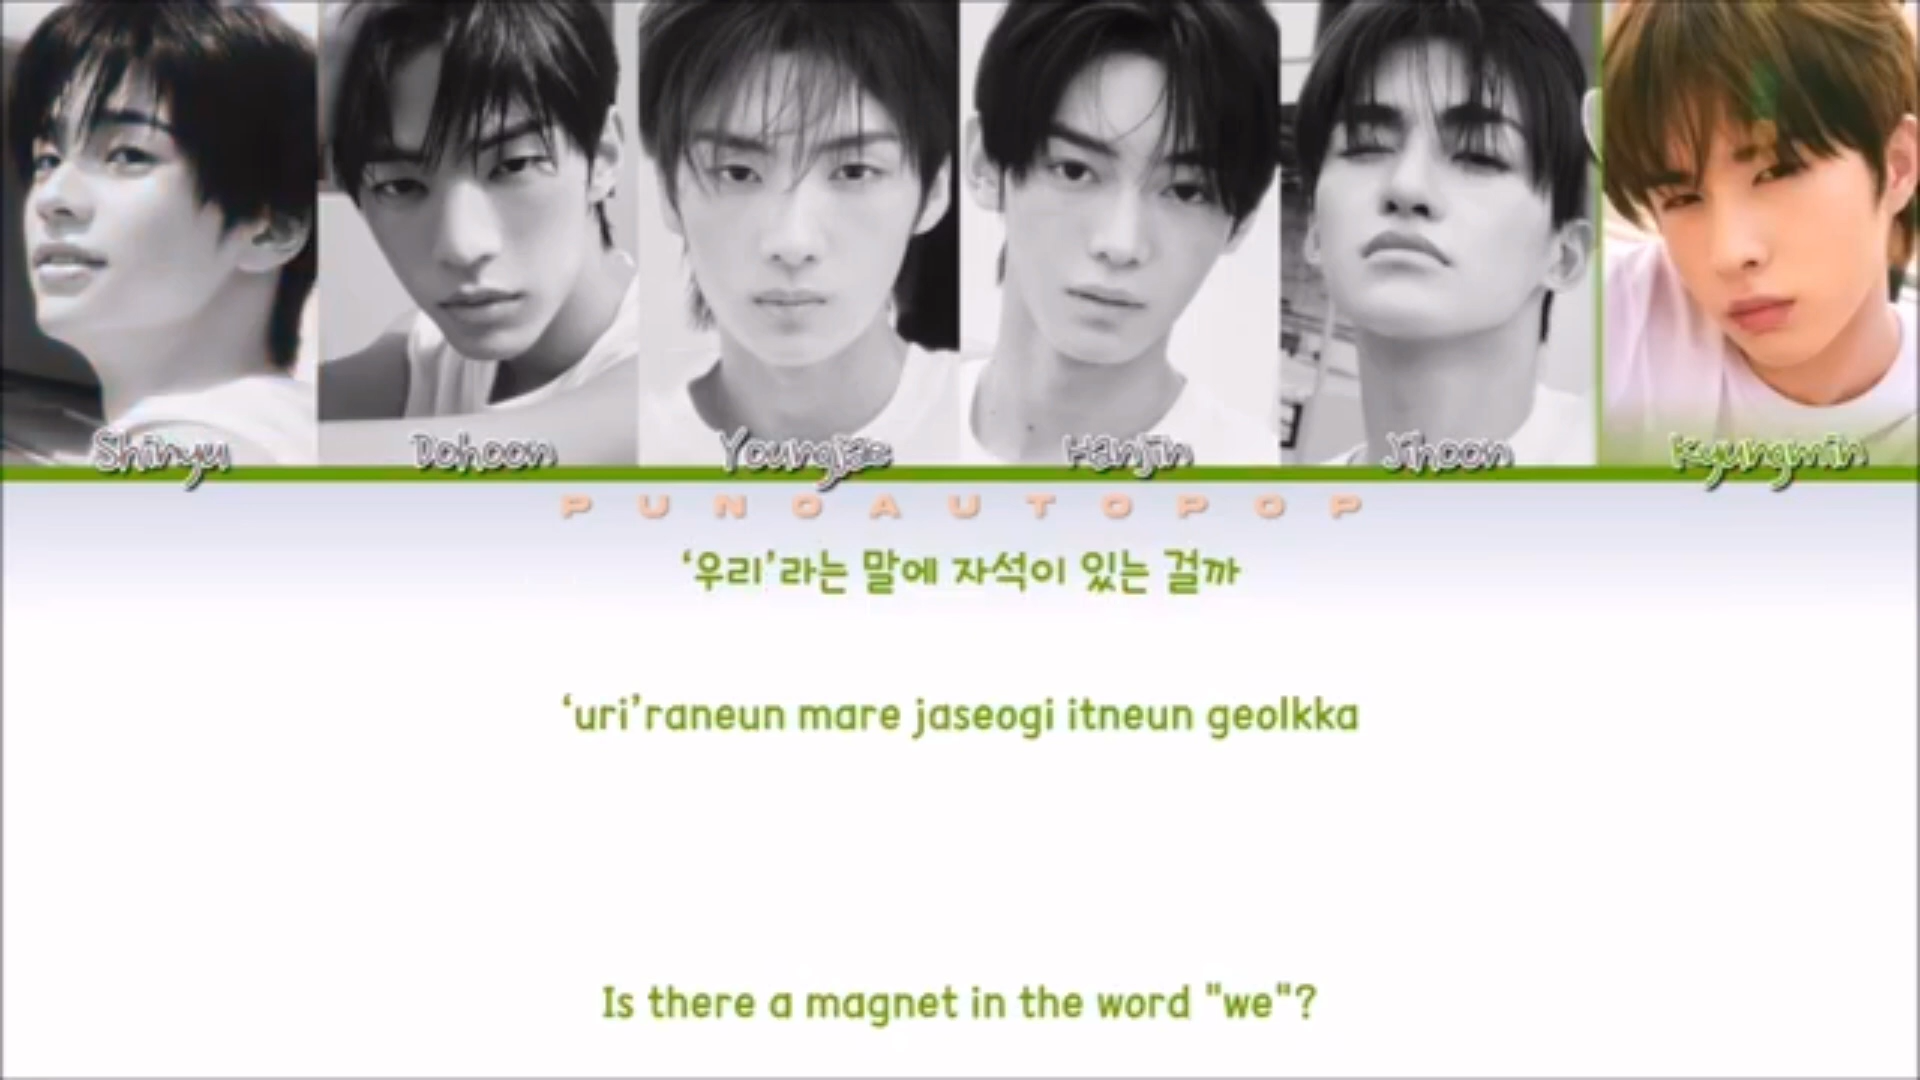 Shinyu
Dohoon
Youngjae
Hanjin
Jihoon
Kyungmin
PUNOAUTOPOP
‘우리’라는 말에 자석이 있는 걸까
‘uri’raneun mare jaseogi itneun geolkka
Is there a magnet in the word "we"?